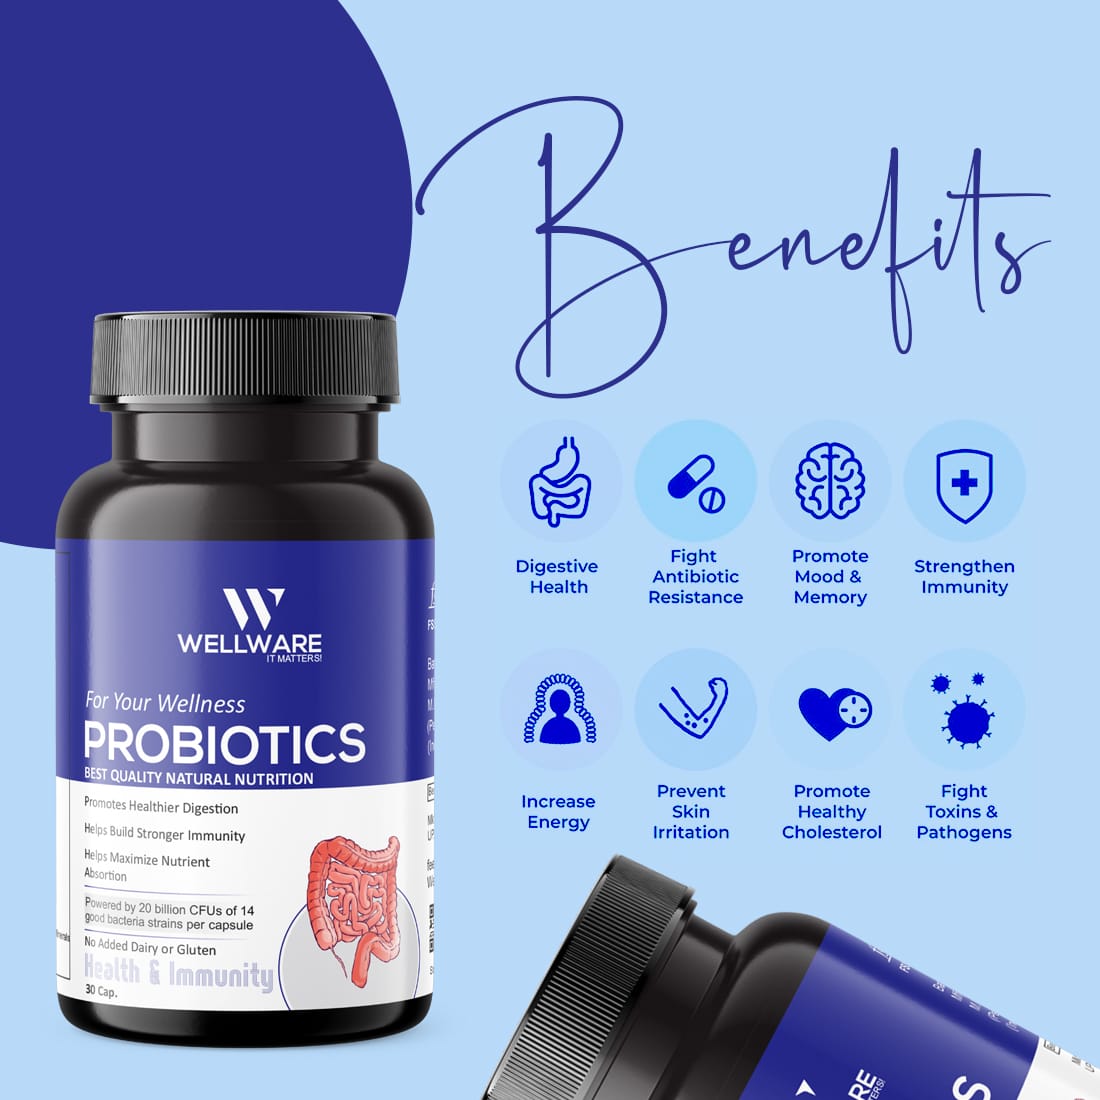 Benefits
Digestive
Health
Fight
Antibiotic
Resistance
Promote
Mood &
Memory
Strengthen
Immunity
Increase
Energy
Prevent
Skin
Irritation
Promote
Healthy
Cholesterol
Fight
Toxins &
Pathogens
W
WELLWARE
IT MATTERS!
For Your Wellness
PROBIOTICS
BEST QUALITY NATURAL NUTRITION
Promotes Healthier Digestion
Helps Build Stronger Immunity
Helps Maximize Nutrient
Absortion
Powered by 20 billion CFUs of 14
good bacteria strains per capsule
No Added Dairy or Gluten
Health & Immunity
30 Cap.